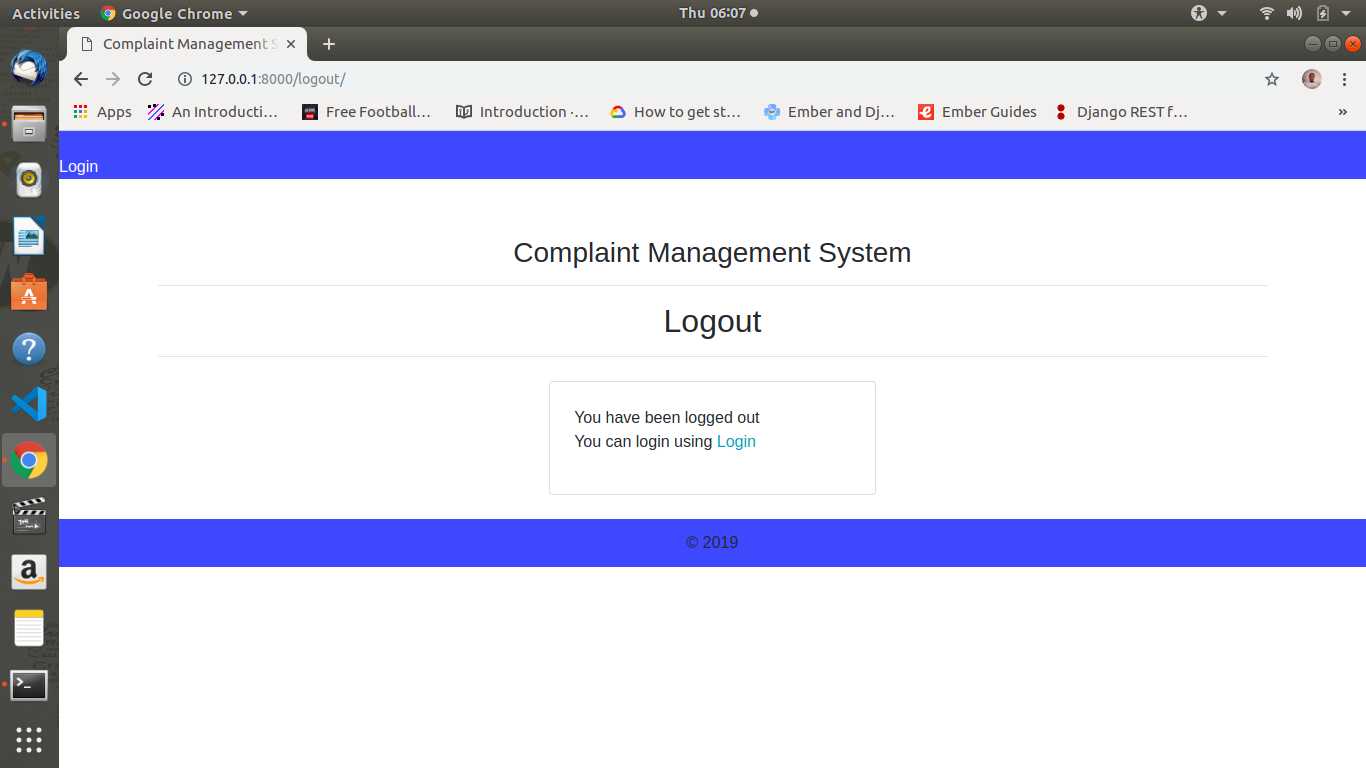 Activities Google Chrome Thu 06:07
Complaint Management S
127.0.0.1:8000/logout/
Apps An Introducti… Free Football… Introduction ·… How to get st… Ember and Dj… Ember Guides Django REST f… »
Login
Complaint Management System
Logout
You have been logged out
You can login using Login
© 2019